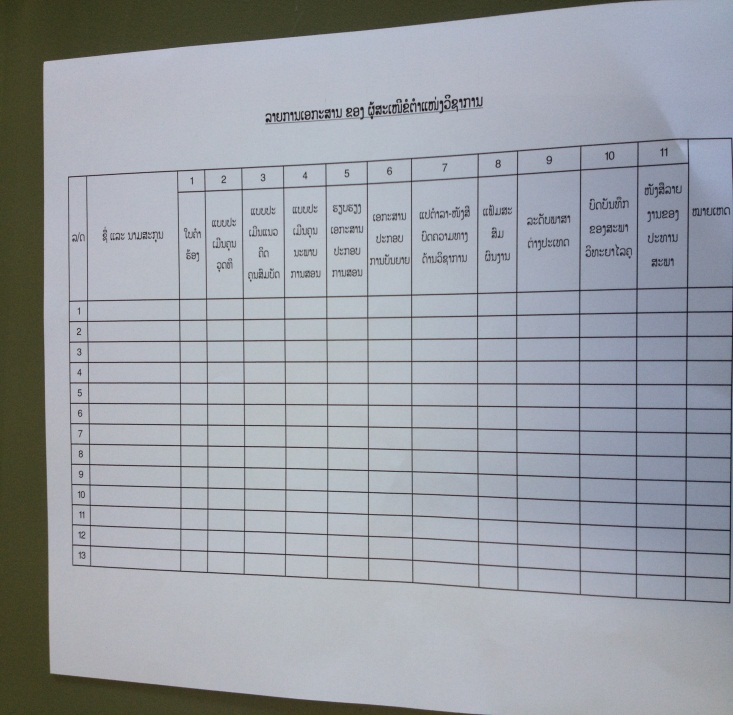 ລາຍການເອກະສານ ຂອງ ຜູ້ສະເໜີຂໍຕຳແໜ່ງວິຊາການ
ລ/ດ
ຊື່ ແລະ ນາມສະກຸນ
1
ໃບຄຳ
ຮ້ອງ
2
ແບບປະ
ເມີນຄຸນ
ວຸດທິ
3
ແບບປະ
ເມີນແນວ
ຄິດ
ຄຸນສົມບັດ
4
ແບບປະ
ເມີນຄຸນ
ນະພາບ
ການສອນ
5
ຮຽບຮຽງ
ເອກະສານ
ປະກອບ
ການສອນ
6
ເອກະສານ
ປະກອບ
ການບັນຍາຍ
7
ແປຕຳລາ-ໜັງສື
ບົດຄວາມທາງ
ດ້ານວິຊາການ
8
ແຟ້ມສະ
ສົມ
ຜົນງານ
9
ລະດັບພາສາ
ຕ່າງປະເທດ
10
ບົດບັນທຶກ
ຂອງສະພາ
ວິທະຍາໄລຄູ
11
ໜັງສືລາຍ
ງານຂອງ
ປະທານ
ສະພາ
ໝາຍເຫດ
1
2
3
4
5
6
7
8
9
10
11
12
13